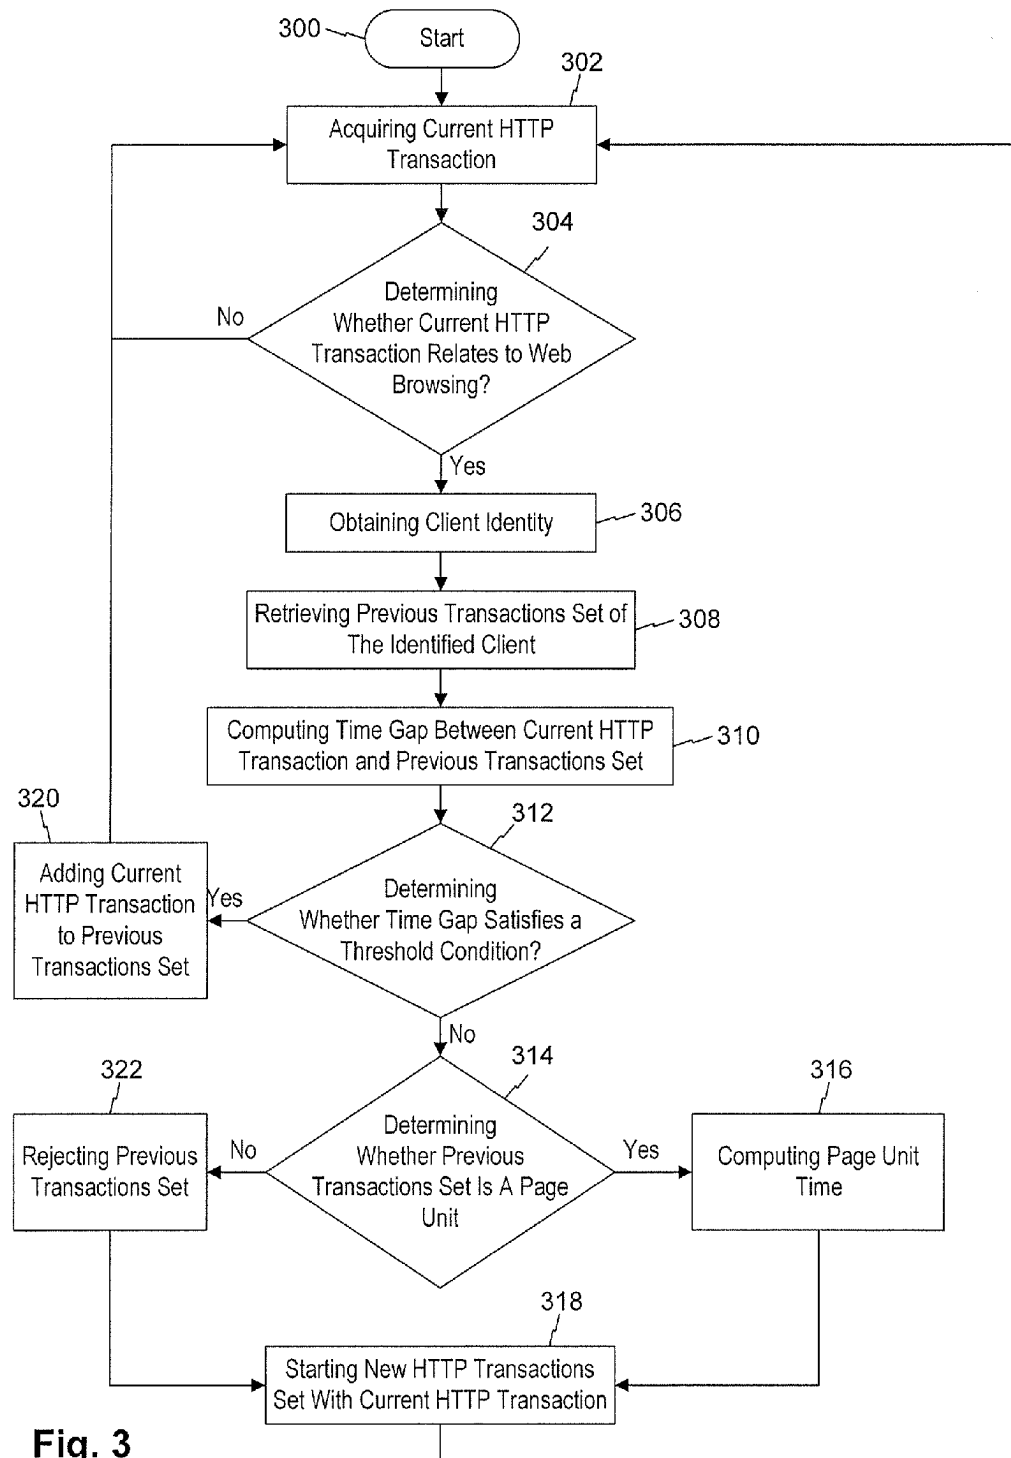 300
Start
302
Acquiring Current HTTP
Transaction
304
Determining
Whether Current HTTP
Transaction Relates to Web
Browsing?
No
Yes
Obtaining Client Identity
306
Retrieving Previous Transactions Set of
The Identified Client
308
Computing Time Gap Between Current HTTP
Transaction and Previous Transactions Set
310
320
312
Adding Current
HTTP Transaction
to Previous
Transactions Set
Yes
Determining
Whether Time Gap Satisfies a
Threshold Condition?
No
322
314
316
Rejecting Previous
Transactions Set
No
Determining
Whether Previous
Transactions Set Is A Page
Unit
Yes
Computing Page Unit
Time
318
Starting New HTTP Transactions
Set With Current HTTP Transaction
Fig. 3